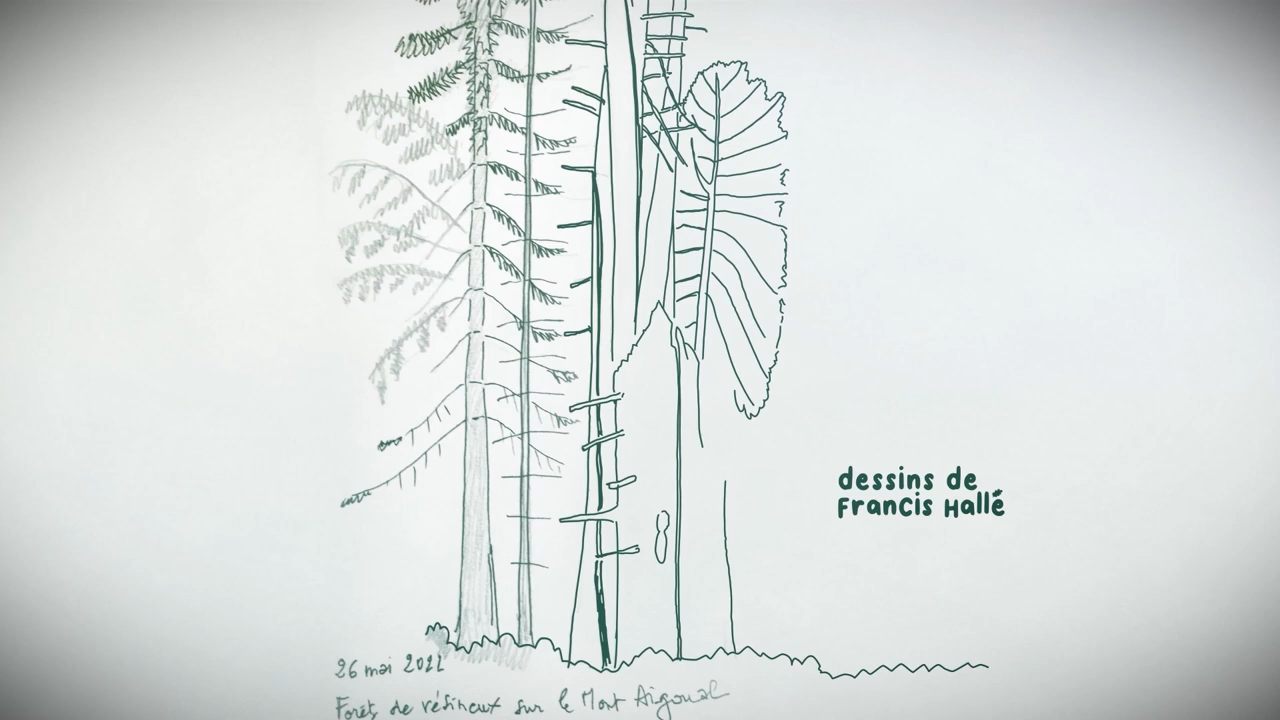 dessins de
Francis Hallé
26 mai 2022
Forêt de résineux sur le Mont Aigoual